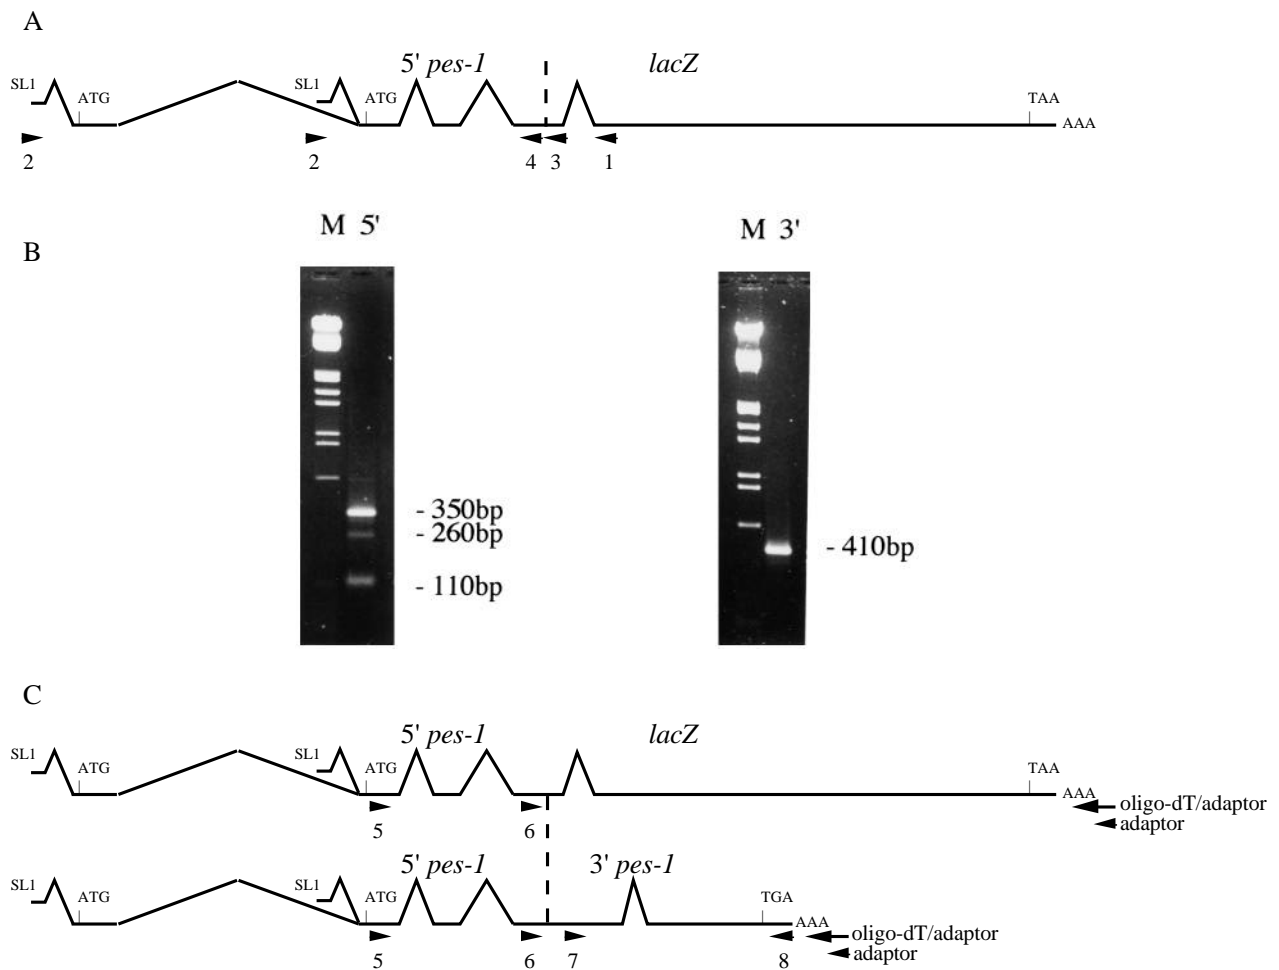 A
5' pes-1 lacZ
SL1 ATG SL1 ATG TAA
AAA
2 2 4 3 1
B
M 5'
M 3'
- 350bp
- 260bp
- 110bp
- 410bp
C
5' pes-1 lacZ
SL1 ATG SL1 ATG TAA
AAA
oligo-dT/adaptor
adaptor
5 6
5' pes-1 3' pes-1
SL1 ATG SL1 ATG TGA
AAA
oligo-dT/adaptor
adaptor
5 6 7 8